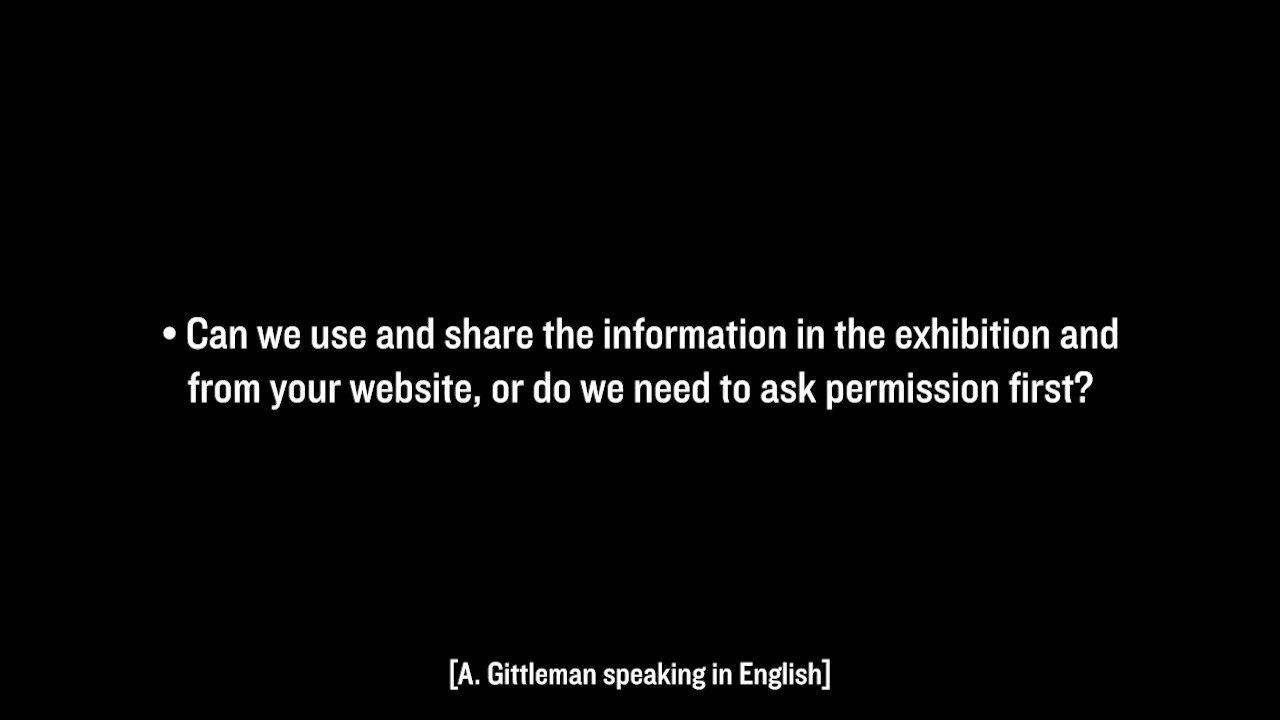 • Can we use and share the information in the exhibition and
from your website, or do we need to ask permission first?
[A. Gittleman speaking in English]